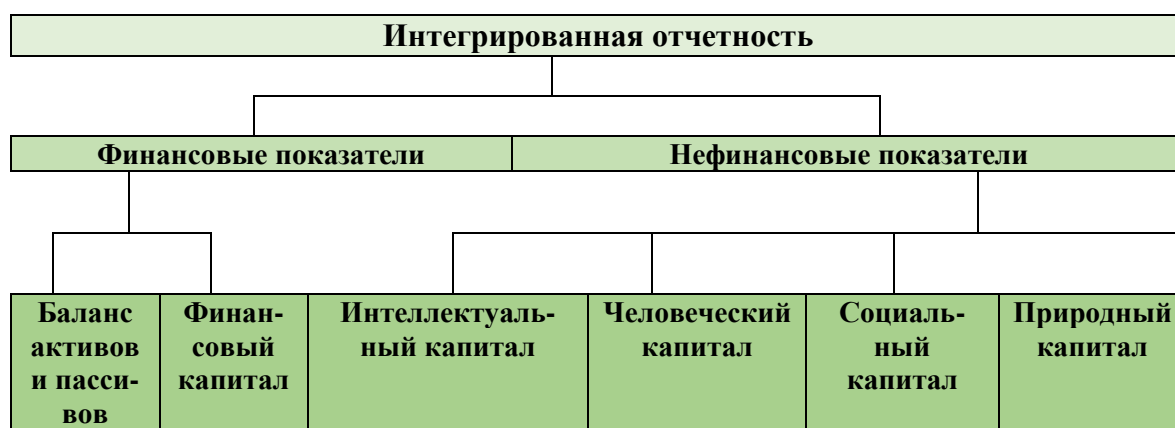 Интегрированная отчетность
Финансовые показатели
Нефинансовые показатели
Баланс
активов
и пасси-
вов
Финан-
совый
капитал
Интеллектуаль-
ный капитал
Человеческий
капитал
Социаль-
ный
капитал
Природный
капитал